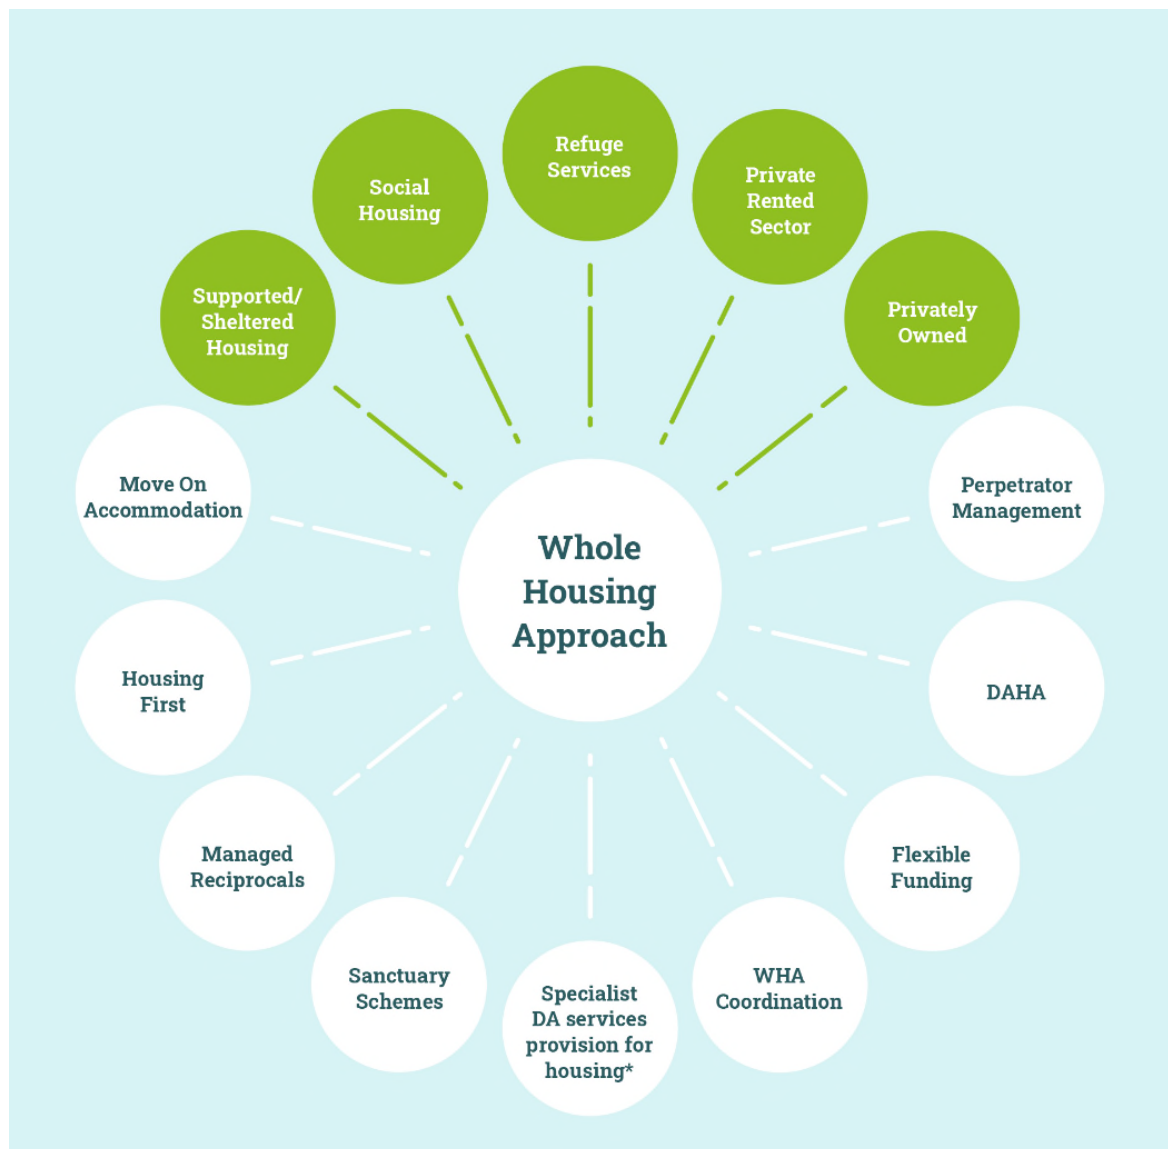 Refuge
Services
Social
Housing
Private
Rented
Sector
Supported/
Sheltered
Housing
Privately
Owned
Move On
Accommodation
Perpetrator
Management
Whole
Housing
Approach
Housing
First
DAHA
Managed
Reciprocals
Flexible
Funding
Sanctuary
Schemes
Specialist
DA services
provision for
housing*
WHA
Coordination